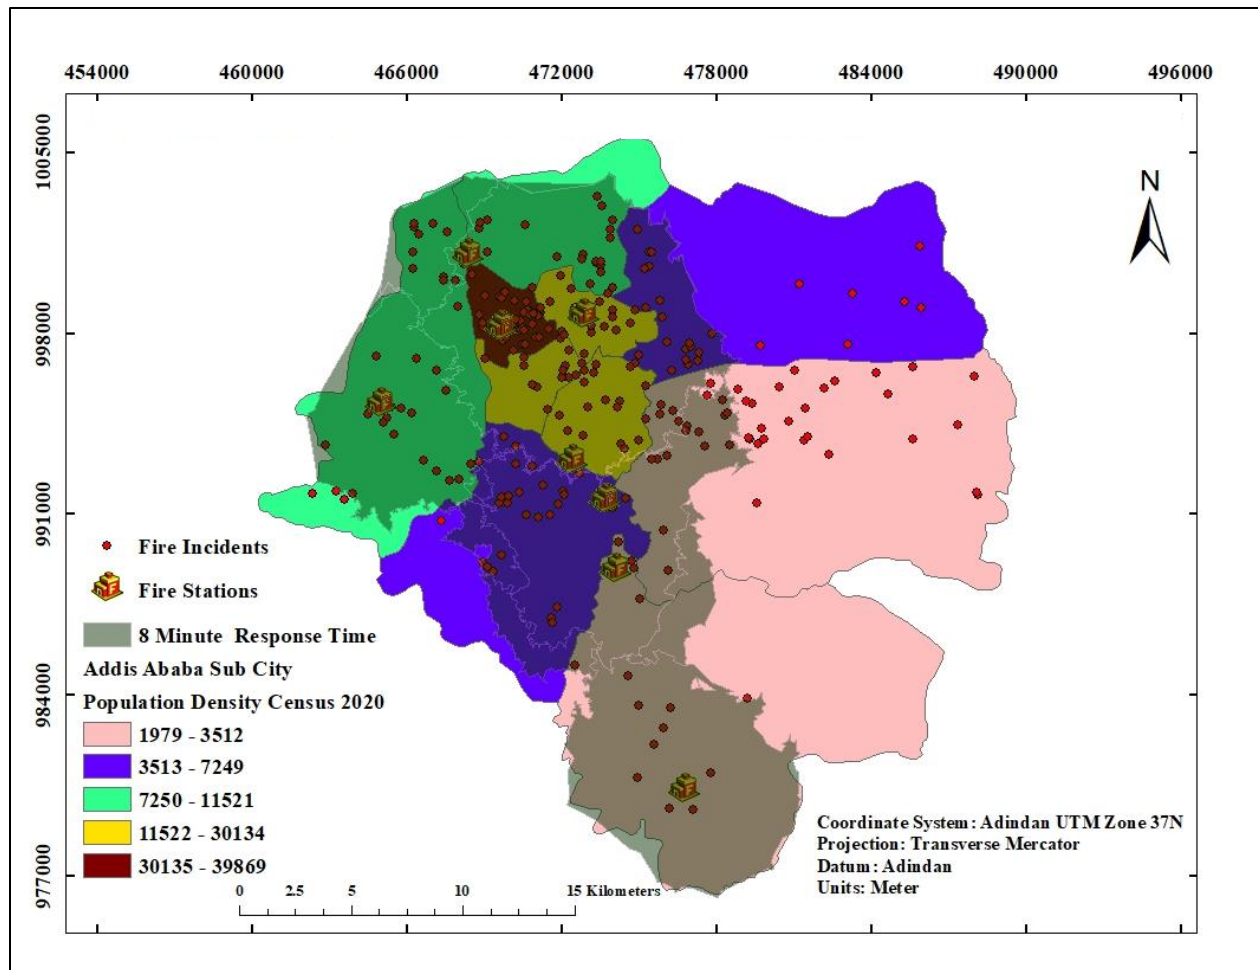 454000 460000 466000 472000 478000 484000 490000 496000
1005000
998000
991000
984000
977000
N
Fire Incidents
Fire Stations
8 Minute Response Time
Addis Ababa Sub City
Population Density Census 2020
1979 - 3512
3513 - 7249
7250 - 11521
11522 - 30134
30135 - 39869
0 2.5 5 10 15 Kilometers
Coordinate System: Adindan UTM Zone 37N
Projection: Transverse Mercator
Datum: Adindan
Units: Meter